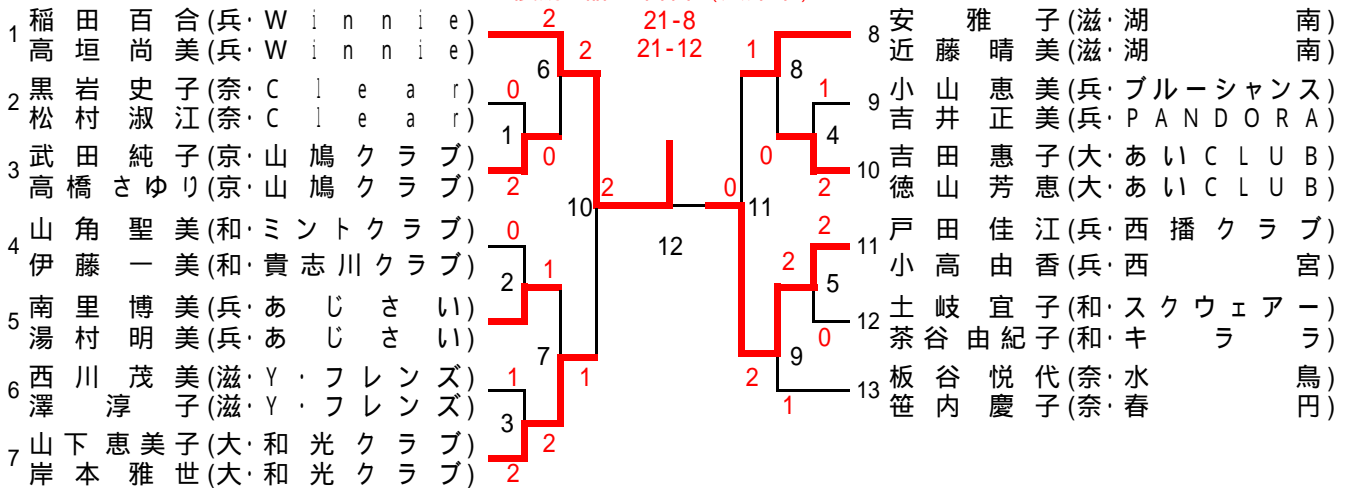 21-8
21-12
1 稲田百合(兵・Winnie)
高垣尚美(兵・Winnie)
2 黒岩史子(奈・Clear)
松村淑江(奈・Clear)
3 武田純子(京・山鳩クラブ)
高橋さゆり(京・山鳩クラブ)
4 山角聖美(和・ミントクラブ)
伊藤一美(和・貴志川クラブ)
5 南里博美(兵・あじさい)
湯村明美(兵・あじさい)
6 西川茂美(滋・Y・フレンズ)
澤淳子(滋・Y・フレンズ)
7 山下恵美子(大・和光クラブ)
岸本雅世(大・和光クラブ)
2
2
6
0
1
0
2
2
10
0
1
2
7
1
1
3
2
2
12
1
8
1
4
0
0
2
11
2
2
5
0
9
2
1
8 安雅子(滋・湖南)
近藤晴美(滋・湖南)
9 小山恵美(兵・ブルーシャンス)
吉井正美(兵・PANDORA)
10 吉田惠子(大・あいCLUB)
徳山芳恵(大・あいCLUB)
11 戸田佳江(兵・西播クラブ)
小高由香(兵・西宮)
12 土岐宜子(和・スクウェアー)
茶谷由紀子(和・キララ)
13 板谷悦代(奈・水鳥)
笹内慶子(奈・春円)